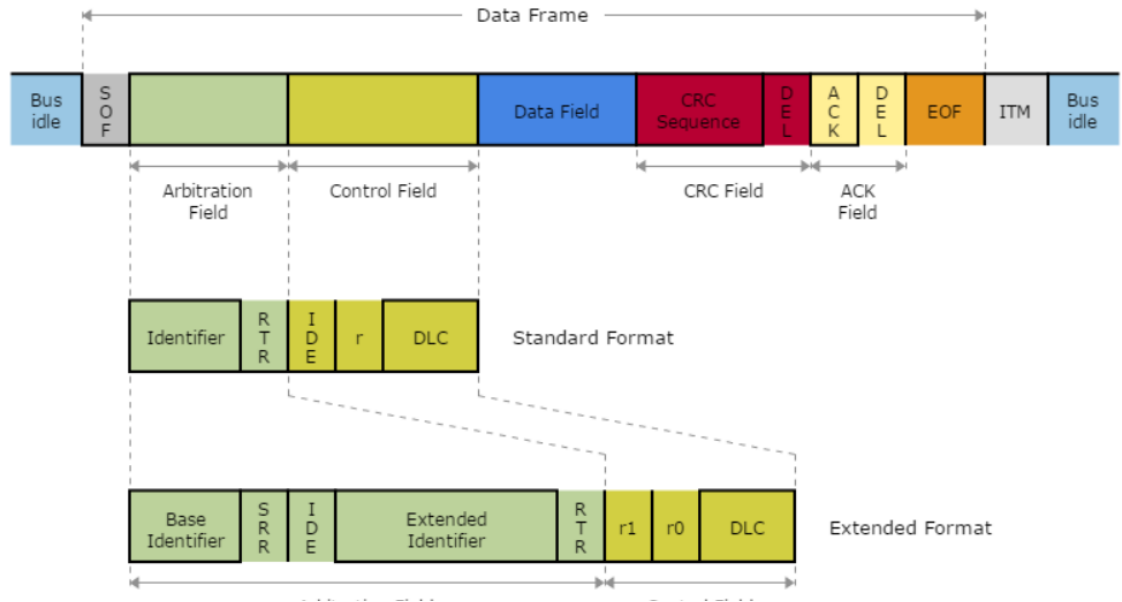 Data Frame
Bus idle
SOF
Data Field
CRC Sequence
DEL
ACK
DEL
EOF
ITM
Bus idle
Arbitration Field
Control Field
CRC Field
ACK Field
Identifier
RTR
IDE
r
DLC
Standard Format
Base Identifier
SRR
IDE
Extended Identifier
RTR
r1
r0
DLC
Extended Format